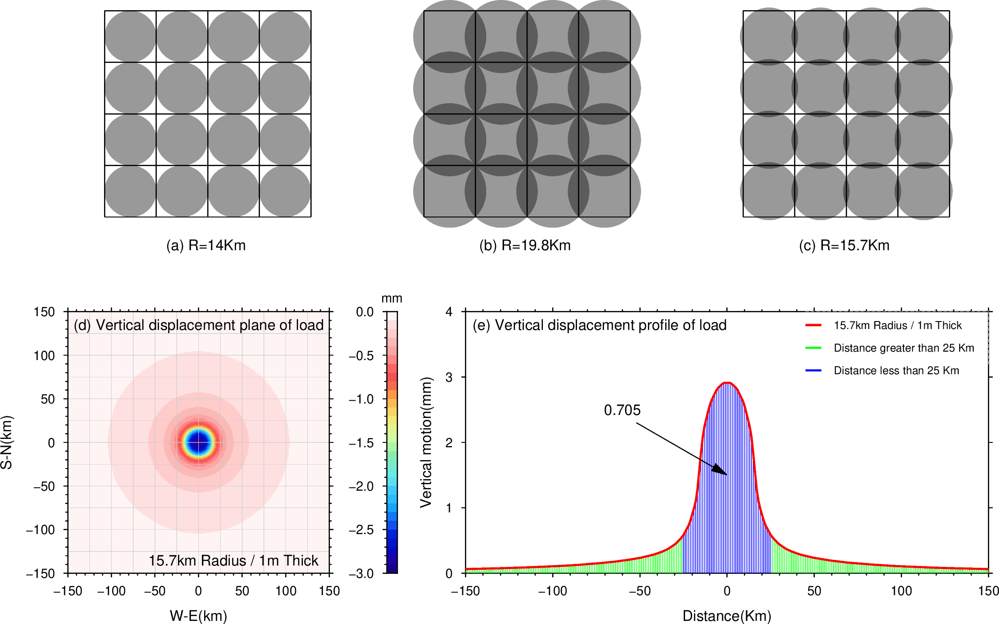 (a) R=14Km
(b) R=19.8Km
(c) R=15.7Km
mm
(d) Vertical displacement plane of load
150
100
50
0
−50
−100
−150
S-N(km)
15.7km Radius / 1m Thick
−150 −100 −50 0 50 100 150
W-E(km)
0.0
−0.5
−1.0
−1.5
−2.0
−2.5
−3.0
(e) Vertical displacement profile of load
15.7km Radius / 1m Thick
Distance greater than 25 Km
Distance less than 25 Km
0.705
4
3
2
1
0
Vertical motion(mm)
−150 −100 −50 0 50 100 150
Distance(Km)